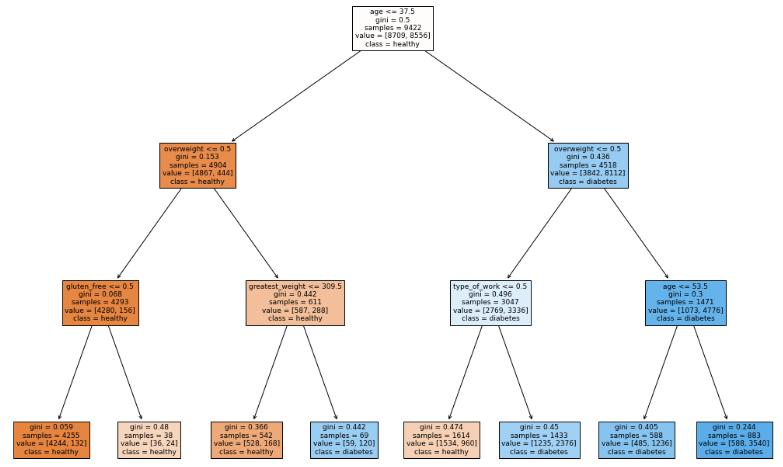 age <= 37.5
gini = 0.5
samples = 9422
value = [8709, 8556]
class = healthy
overweight <= 0.5
gini = 0.153
samples = 4904
value = [4867, 444]
class = healthy
overweight <= 0.5
gini = 0.436
samples = 4518
value = [3842, 8112]
class = diabetes
gluten_free <= 0.5
gini = 0.068
samples = 4293
value = [4280, 156]
class = healthy
greatest_weight <= 309.5
gini = 0.442
samples = 611
value = [587, 288]
class = healthy
type_of_work <= 0.5
gini = 0.496
samples = 3047
value = [2769, 3336]
class = diabetes
age <= 53.5
gini = 0.3
samples = 1471
value = [1073, 4776]
class = diabetes
gini = 0.059
samples = 4255
value = [4244, 132]
class = healthy
gini = 0.48
samples = 38
value = [36, 24]
class = healthy
gini = 0.366
samples = 542
value = [528, 168]
class = healthy
gini = 0.442
samples = 69
value = [59, 120]
class = diabetes
gini = 0.474
samples = 1614
value = [1534, 960]
class = healthy
gini = 0.45
samples = 1433
value = [1235, 2376]
class = diabetes
gini = 0.405
samples = 588
value = [485, 1236]
class = diabetes
gini = 0.244
samples = 883
value = [588, 3540]
class = diabetes